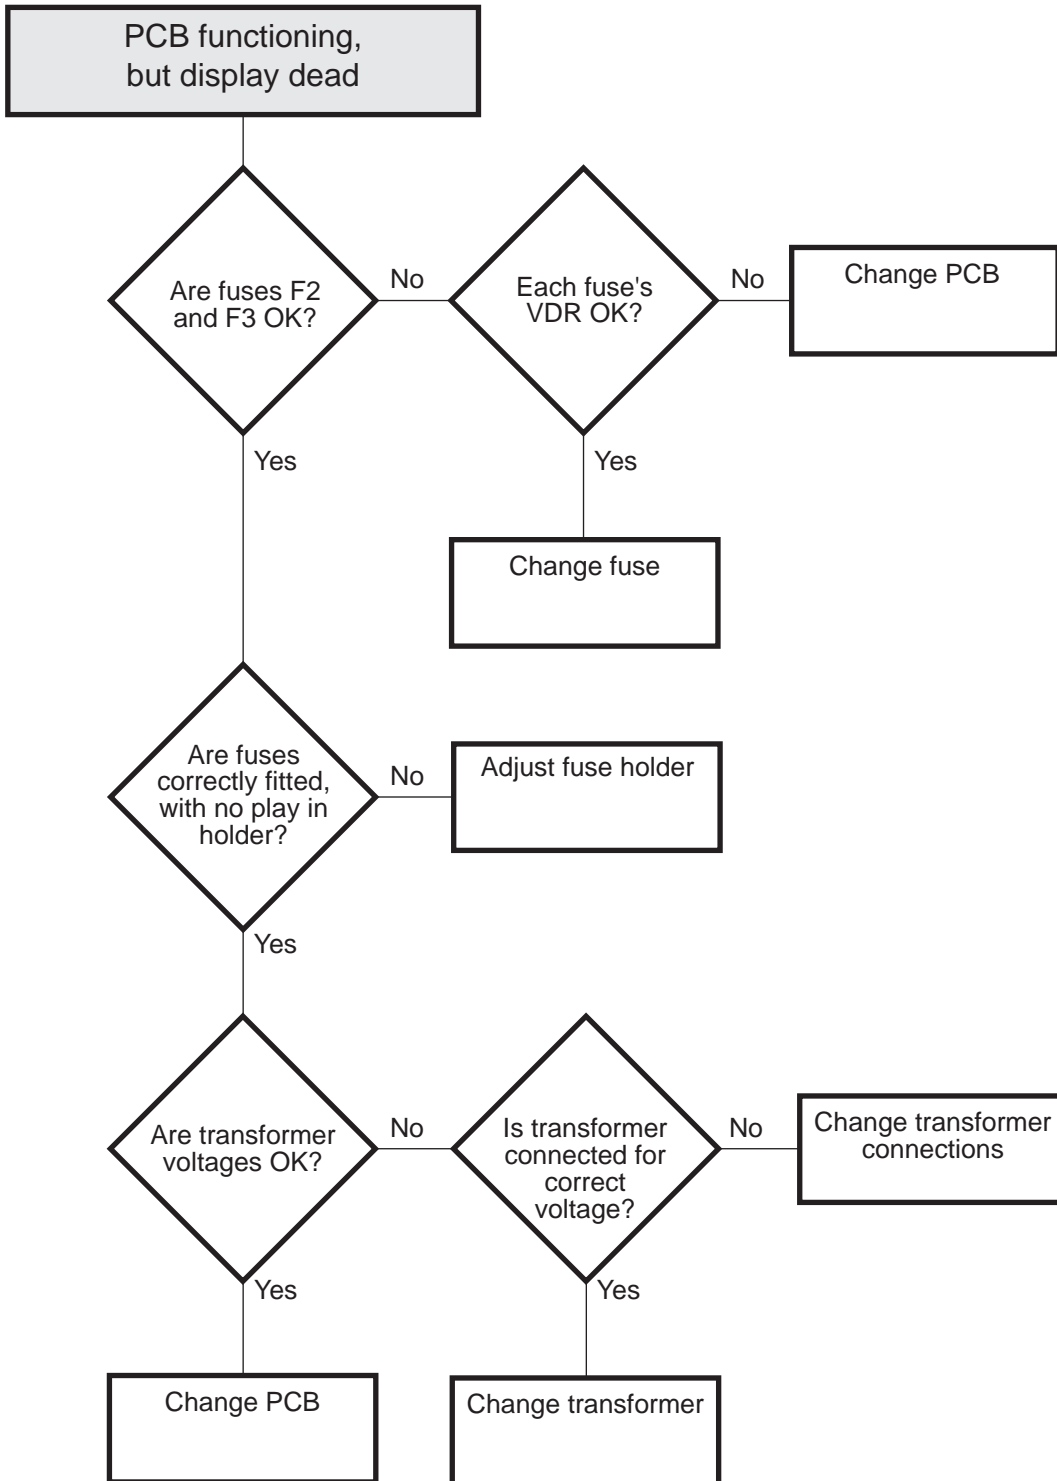 PCB functioning,
but display dead
Are fuses F2
and F3 OK?
No
Each fuse's
VDR OK?
No
Change PCB
Yes
Yes
Change fuse
Are fuses
correctly fitted,
with no play in
holder?
No
Adjust fuse holder
Yes
Are transformer
voltages OK?
No
Is transformer
connected for
correct
voltage?
No
Change transformer
connections
Yes
Yes
Change PCB
Change transformer